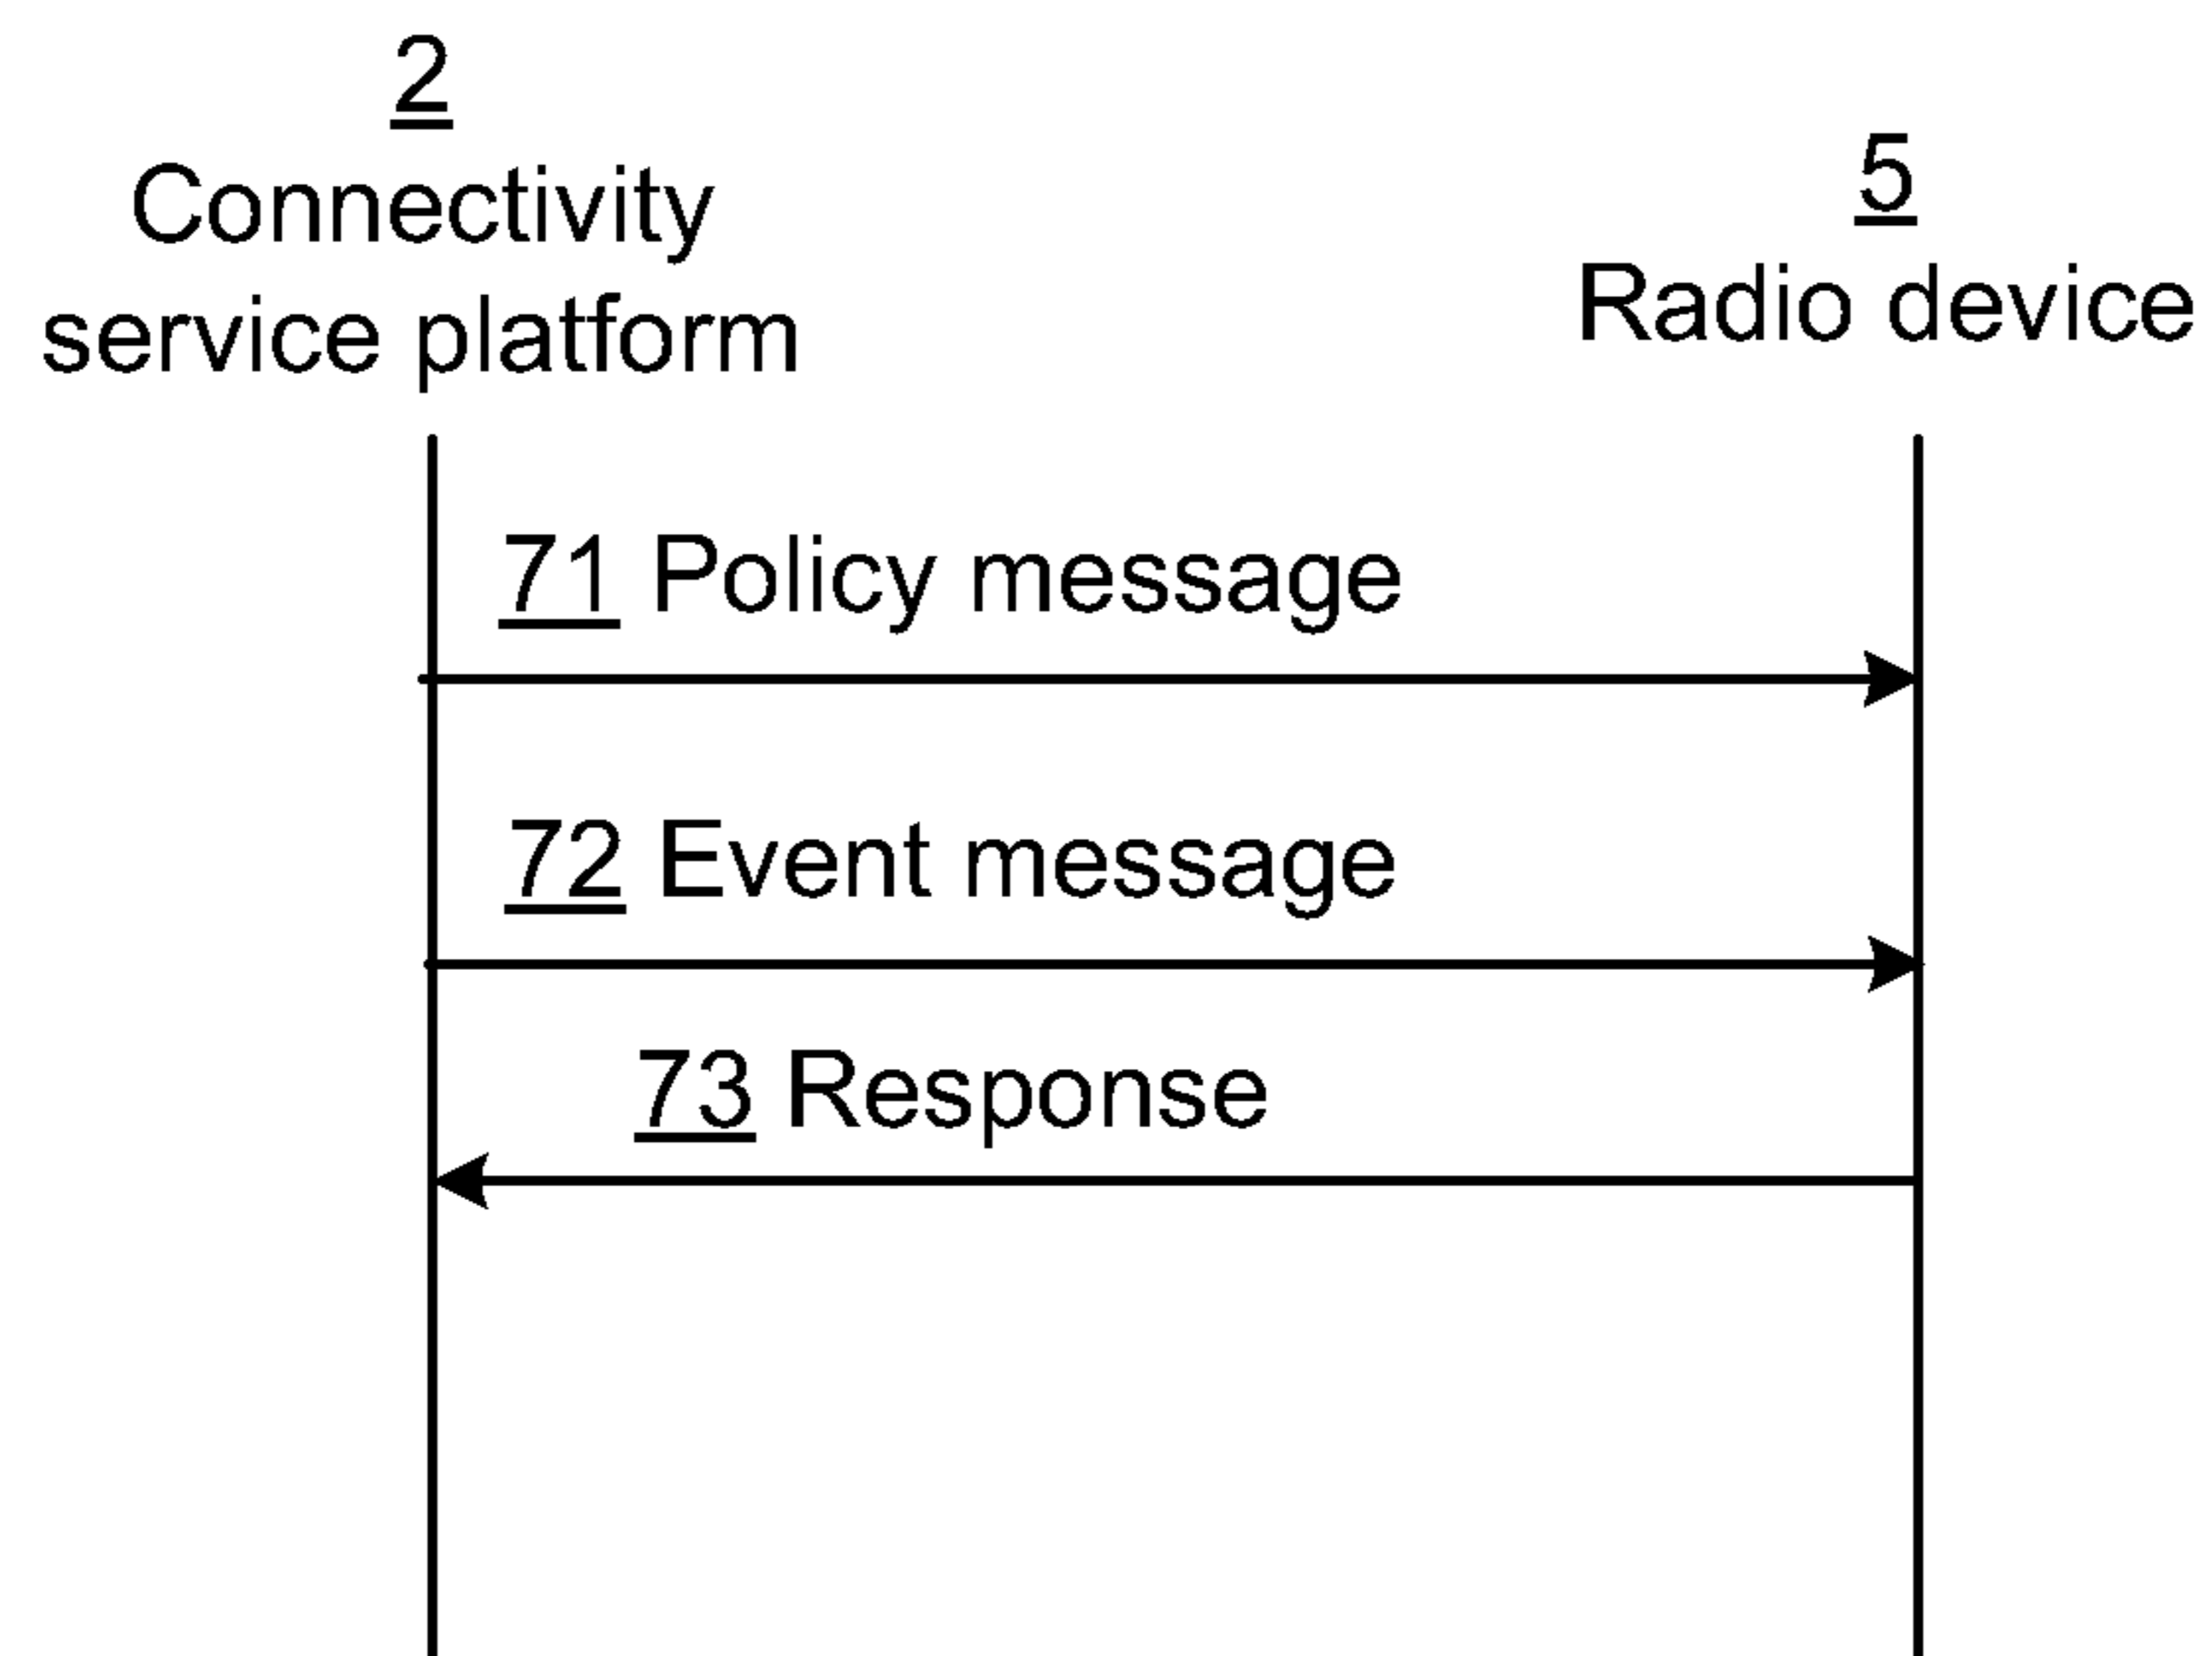 2
Connectivity
service platform
5
Radio device
71 Policy message
72 Event message
73 Response